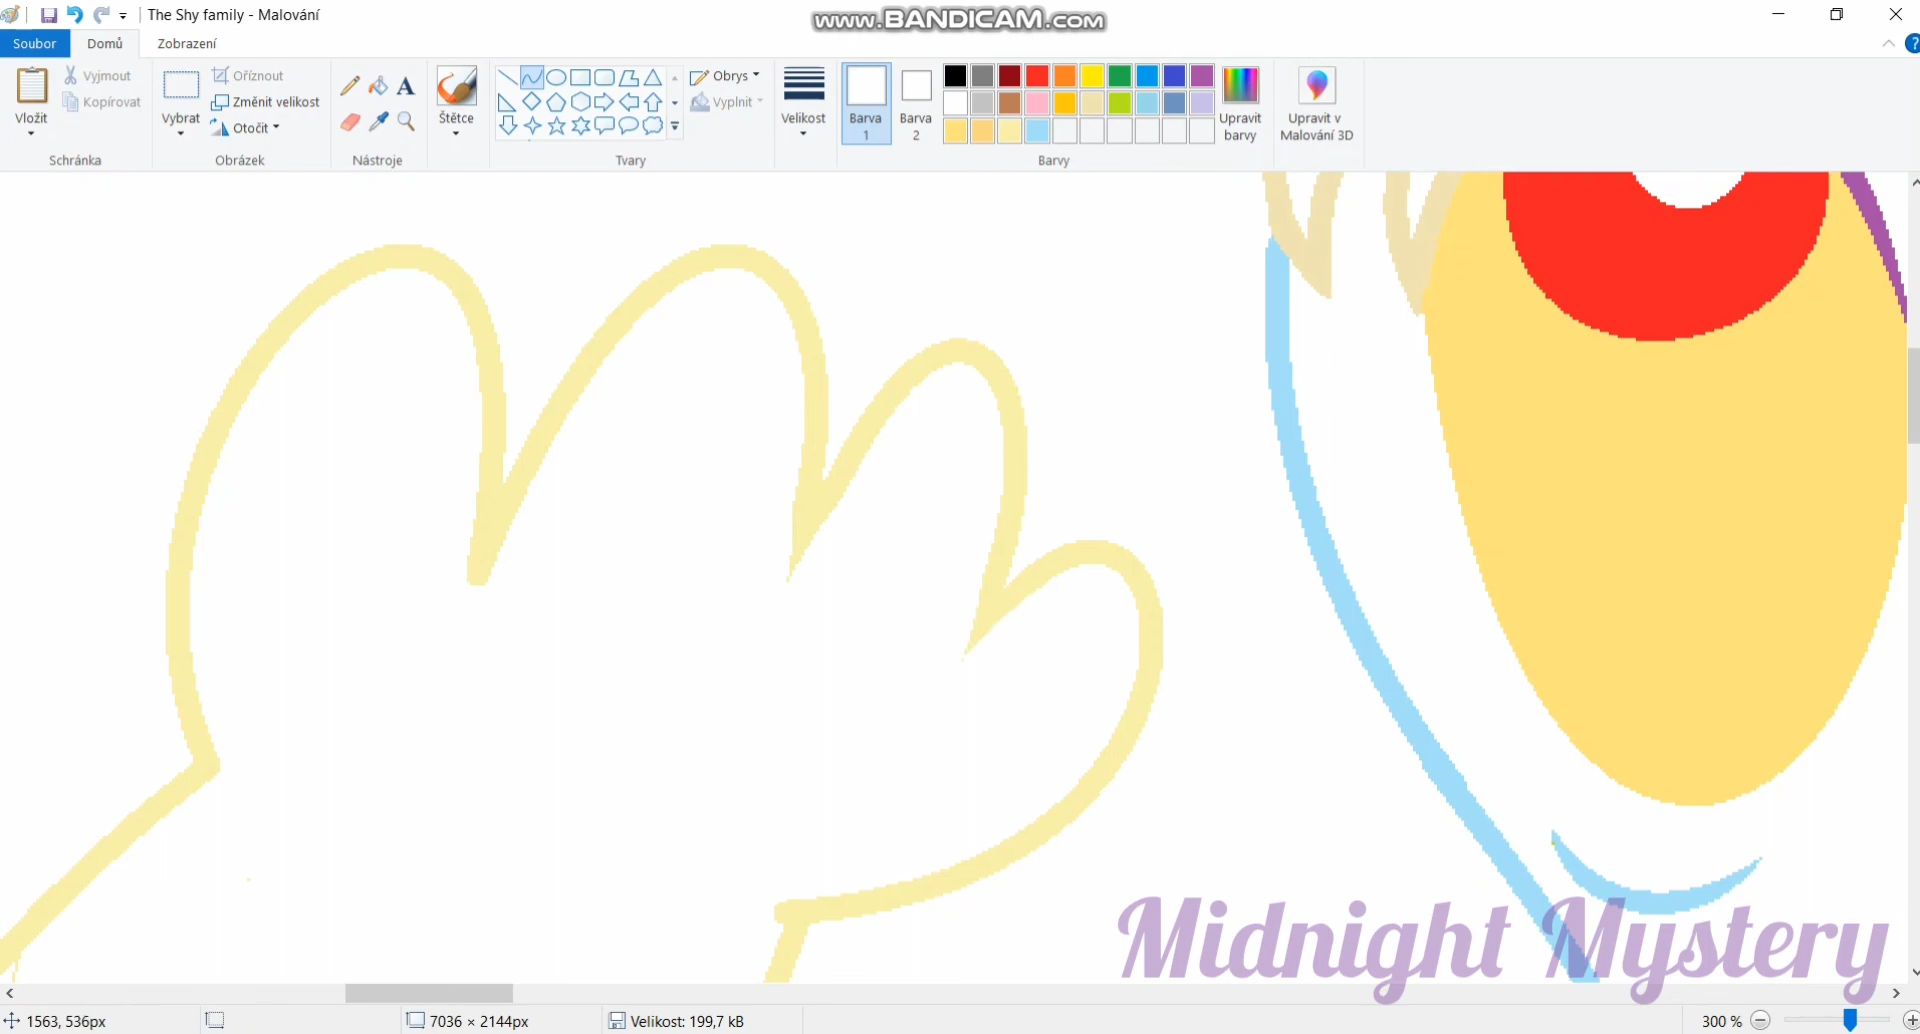 The Shy family - Malování
www.BANDICAM.com
Soubor
Domů
Zobrazení
Vložit
Vyjmout
Kopírovat
Schránka
Vybrat
Oříznout
Změnit velikost
Otočit
Obrázek
A
Nástroje
Štětce
Tvary
Obrys
Vyplnit
Velikost
Barva 1
Barva 2
Upravit barvy
Barvy
Upravit v Malování 3D
?
Midnight Mystery
1563, 536px
7036 × 2144px
Velikost: 199,7 kB
300 %